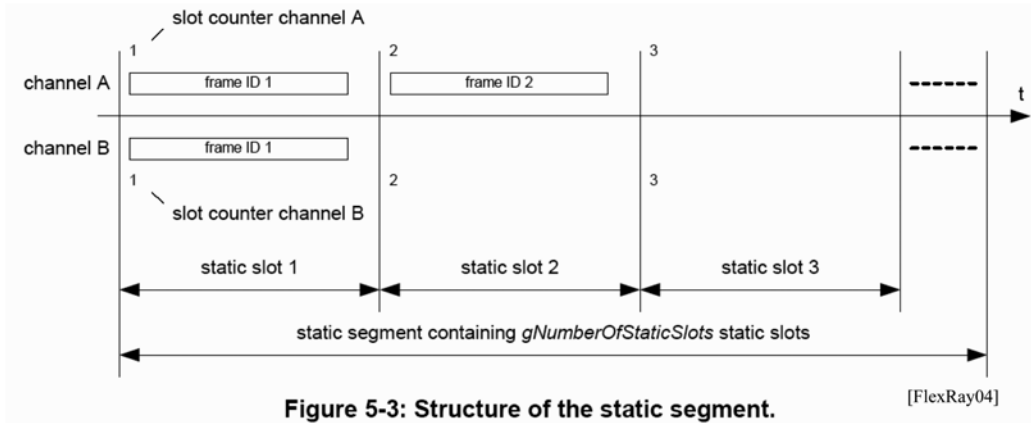 slot counter channel A
1 2 3
channel A frame ID 1 frame ID 2
t
channel B frame ID 1
1 2 3
slot counter channel B
static slot 1 static slot 2 static slot 3
static segment containing gNumberOfStaticSlots static slots
Figure 5-3: Structure of the static segment.
[FlexRay04]